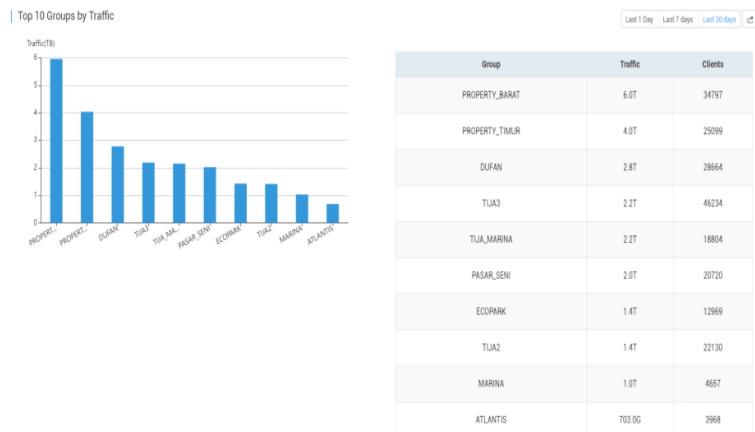 Top 10 Groups by Traffic
Last 1 Day Last 7 days Last 30 days
Traffic(TB)
6
5
4
3
2
1
0
PROPERT... PROPERT... DUFAN TIJA3 TIJA_MA... PASAR_SENI ECOPARK TIJA2 MARINA ATLANTIS
Group Traffic Clients
PROPERTY_BARAT 6.0T 34797
PROPERTY_TIMUR 4.0T 25099
DUFAN 2.8T 28664
TIJA3 2.2T 46234
TIJA_MARINA 2.2T 18804
PASAR_SENI 2.0T 20720
ECOPARK 1.4T 12969
TIJA2 1.4T 22130
MARINA 1.0T 4657
ATLANTIS 703.0G 3968